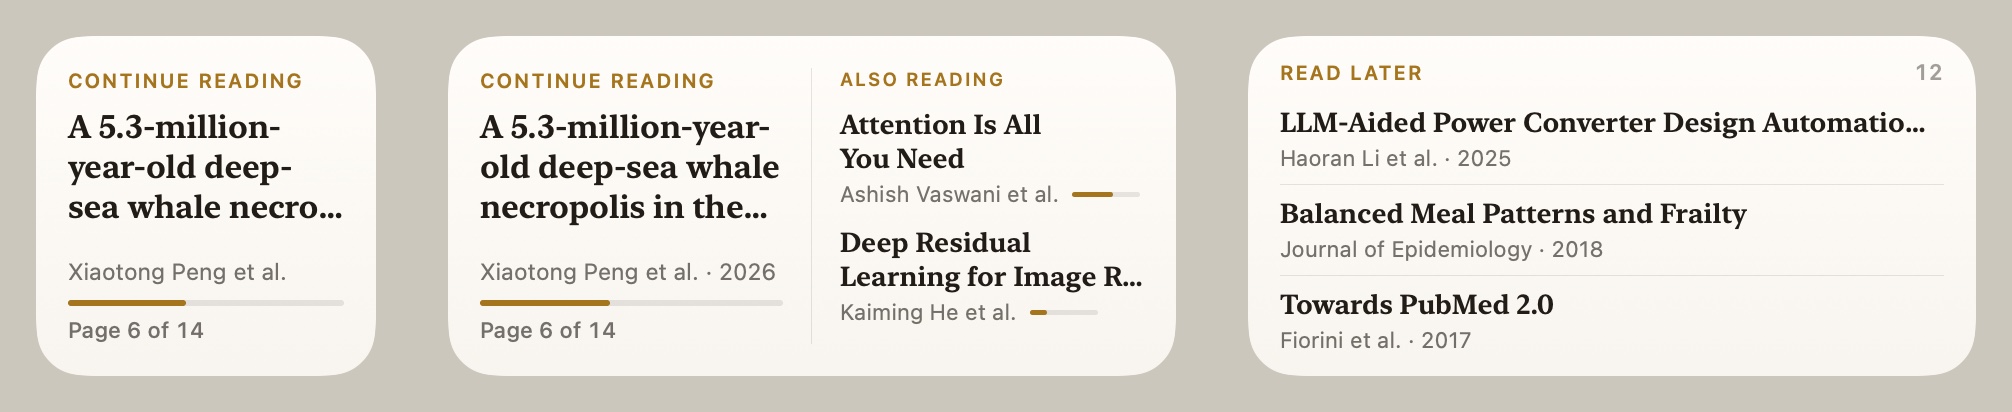 CONTINUE READING
A 5.3-million-
year-old deep-
sea whale necro...
Xiaotong Peng et al.
Page 6 of 14
CONTINUE READING
A 5.3-million-year-
old deep-sea whale
necropolis in the...
Xiaotong Peng et al. · 2026
Page 6 of 14
ALSO READING
Attention Is All
You Need
Ashish Vaswani et al.
Deep Residual
Learning for Image R...
Kaiming He et al.
READ LATER 12
LLM-Aided Power Converter Design Automatio...
Haoran Li et al. · 2025
Balanced Meal Patterns and Frailty
Journal of Epidemiology · 2018
Towards PubMed 2.0
Fiorini et al. · 2017